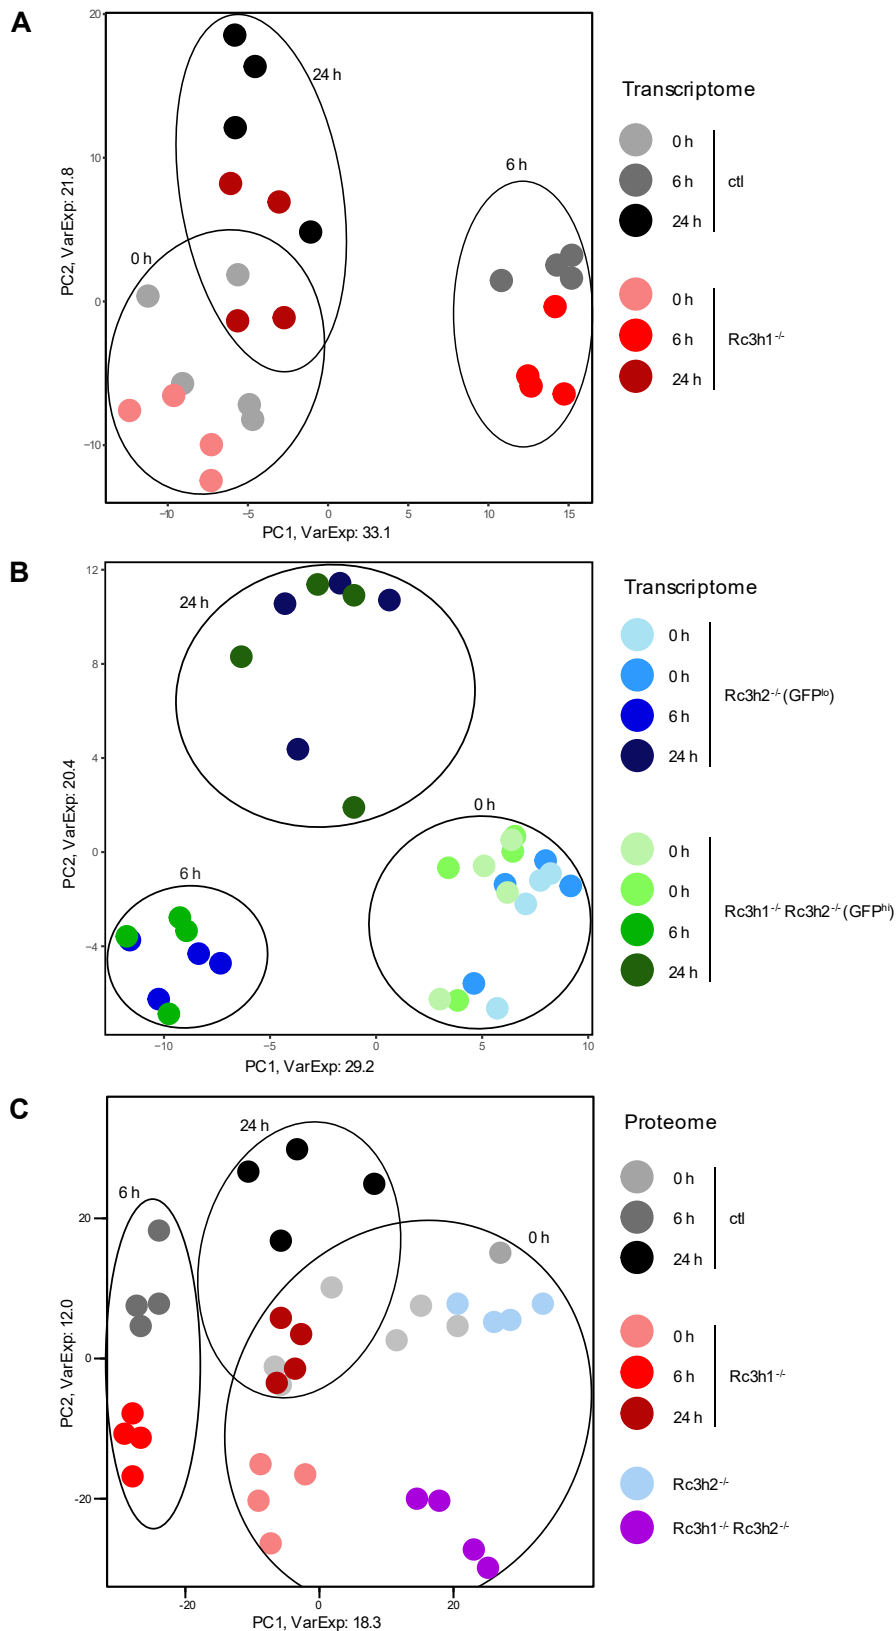 A
20
10
0
−10
PC2, VarExp: 21.8
24 h
0 h
6 h
−10
−5
0
5
10
15
PC1, VarExp: 33.1
Transcriptome
0 h
6 h
24 h
ctl
0 h
6 h
24 h
Rc3h1-/-
B
12
8
4
0
−4
PC2, VarExp: 20.4
24 h
0 h
6 h
−10
−5
0
5
10
PC1, VarExp: 29.2
Transcriptome
0 h
0 h
6 h
24 h
Rc3h2-/- (GFPlo)
0 h
0 h
6 h
24 h
Rc3h1-/- Rc3h2-/- (GFPhi)
C
20
0
-20
PC2, VarExp: 12.0
24 h
6 h
0 h
-20
0
20
PC1, VarExp: 18.3
Proteome
0 h
6 h
24 h
ctl
0 h
6 h
24 h
Rc3h1-/-
Rc3h2-/-
Rc3h1-/- Rc3h2-/-